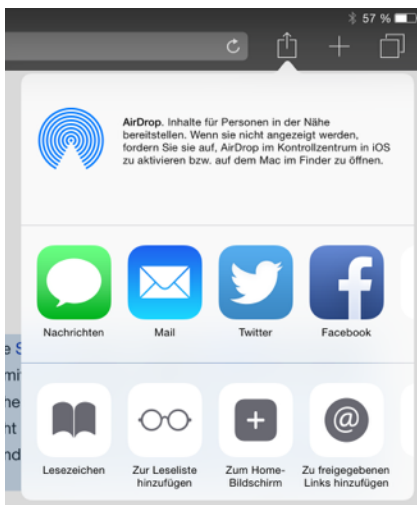 57 %
AirDrop. Inhalte für Personen in der Nähe
bereitstellen. Wenn sie nicht angezeigt werden,
fordern Sie sie auf, AirDrop im Kontrollzentrum in iOS
zu aktivieren bzw. auf dem Mac im Finder zu öffnen.
Nachrichten Mail Twitter Facebook
Lesezeichen Zur Leseliste hinzufügen Zum Home-Bildschirm Zu freigegebenen Links hinzufügen